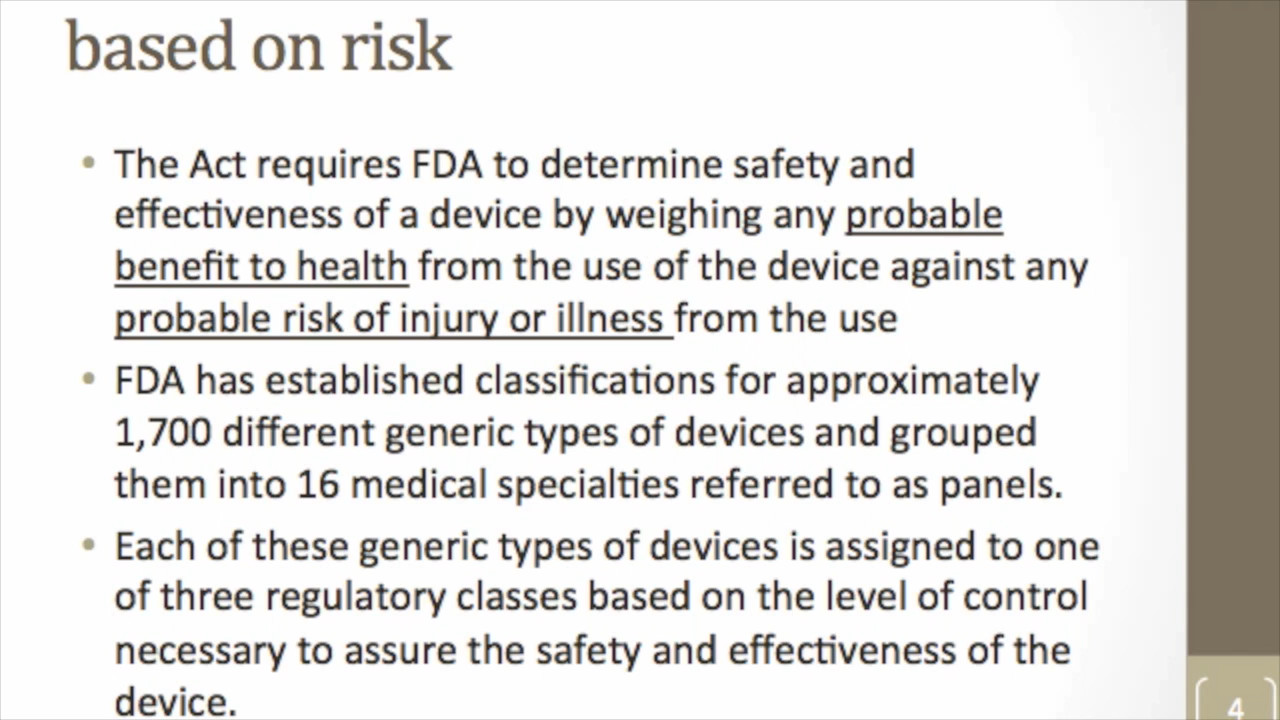 based on risk
• The Act requires FDA to determine safety and
effectiveness of a device by weighing any probable
benefit to health from the use of the device against any
probable risk of injury or illness from the use
• FDA has established classifications for approximately
1,700 different generic types of devices and grouped
them into 16 medical specialties referred to as panels.
• Each of these generic types of devices is assigned to one
of three regulatory classes based on the level of control
necessary to assure the safety and effectiveness of the
device.
4